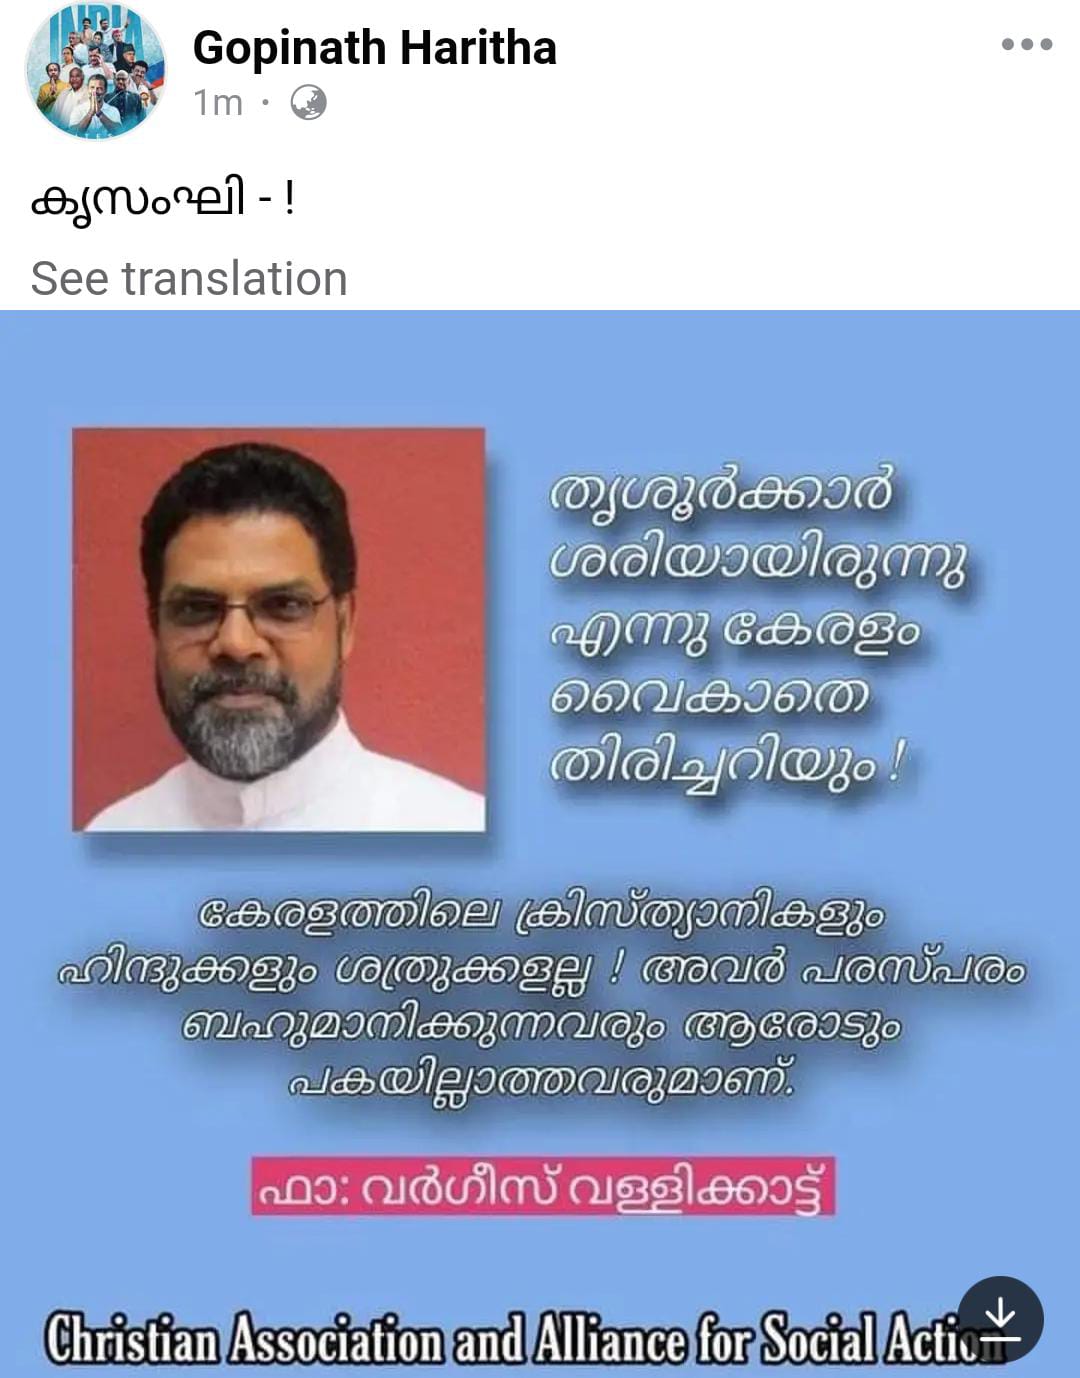 INDIA
Gopinath Haritha
1m
കൃസംഘി - !
See translation
തൃശൂർക്കാർ
ശരിയായിരുന്നു
എന്നു കേരളം
വൈകാതെ
തിരിച്ചറിയും !
കേരളത്തിലെ ക്രിസ്ത്യാനികളും
ഹിന്ദുക്കളും ശത്രുക്കളല്ല ! അവർ പരസ്പരം
ബഹുമാനിക്കുന്നവരും ആരോടും
പകയില്ലാത്തവരുമാണ്.
ഫാ: വർഗീസ് വള്ളിക്കാട്ട്
Christian Association and Alliance for Social Action